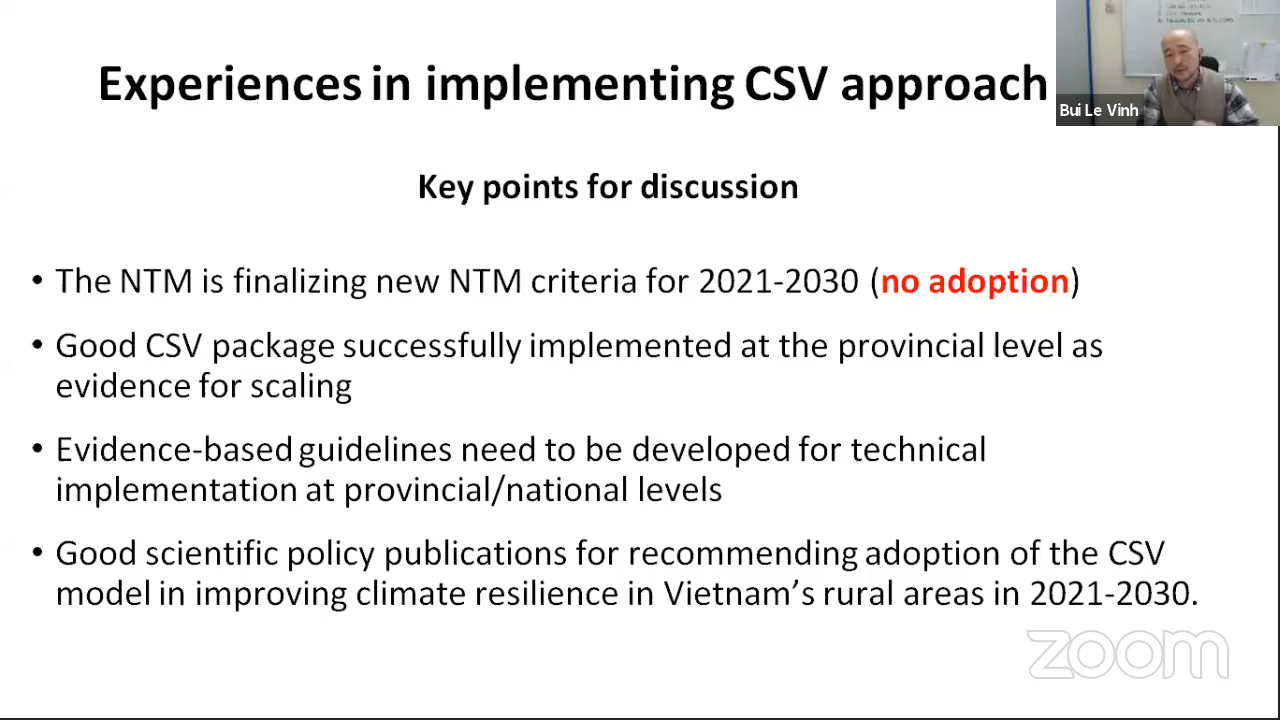 Experiences in implementing CSV approach
Bui Le Vinh
Key points for discussion
• The NTM is finalizing new NTM criteria for 2021-2030 (no adoption)
• Good CSV package successfully implemented at the provincial level as
evidence for scaling
• Evidence-based guidelines need to be developed for technical
implementation at provincial/national levels
• Good scientific policy publications for recommending adoption of the CSV
model in improving climate resilience in Vietnam’s rural areas in 2021-2030.
zoom